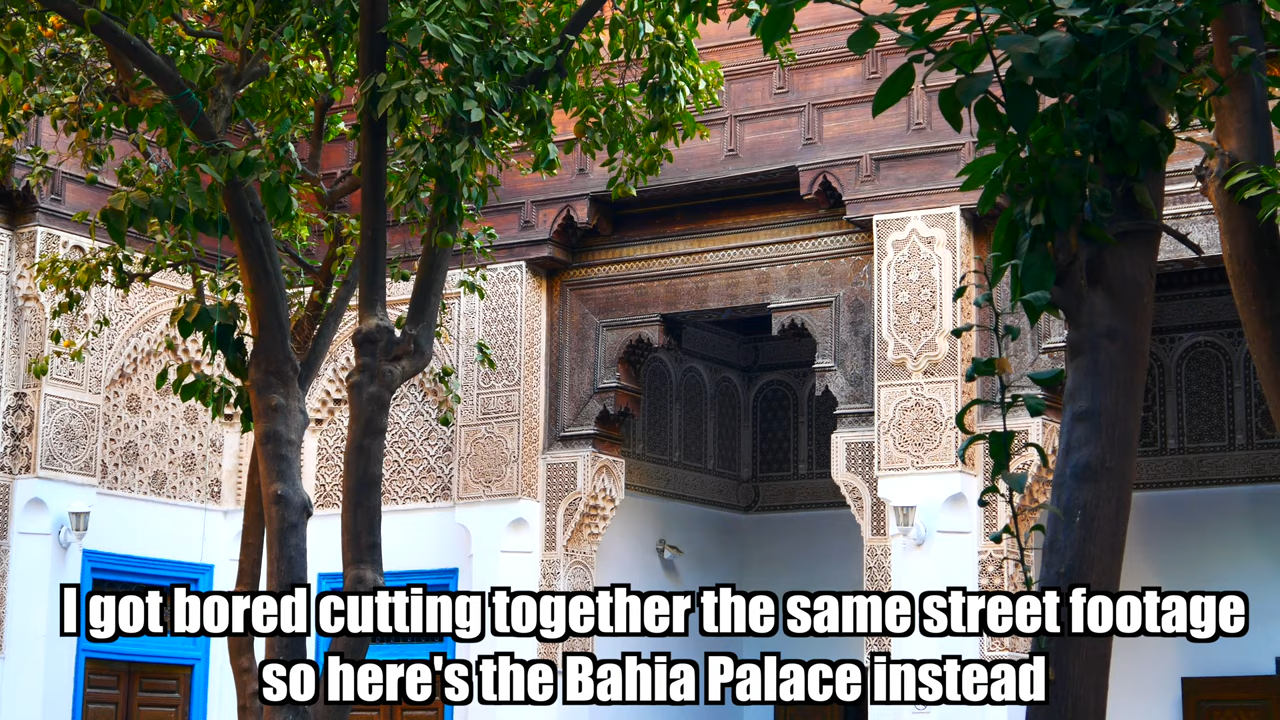 I got bored cutting together the same street footage
so here's the Bahia Palace instead